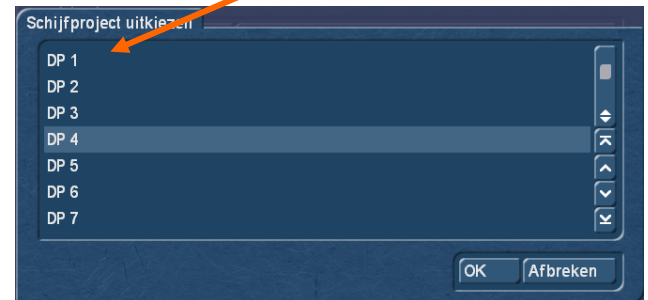 Schijfproject uitkiezen
DP 1
DP 2
DP 3
DP 4
DP 5
DP 6
DP 7
OK Afbreken